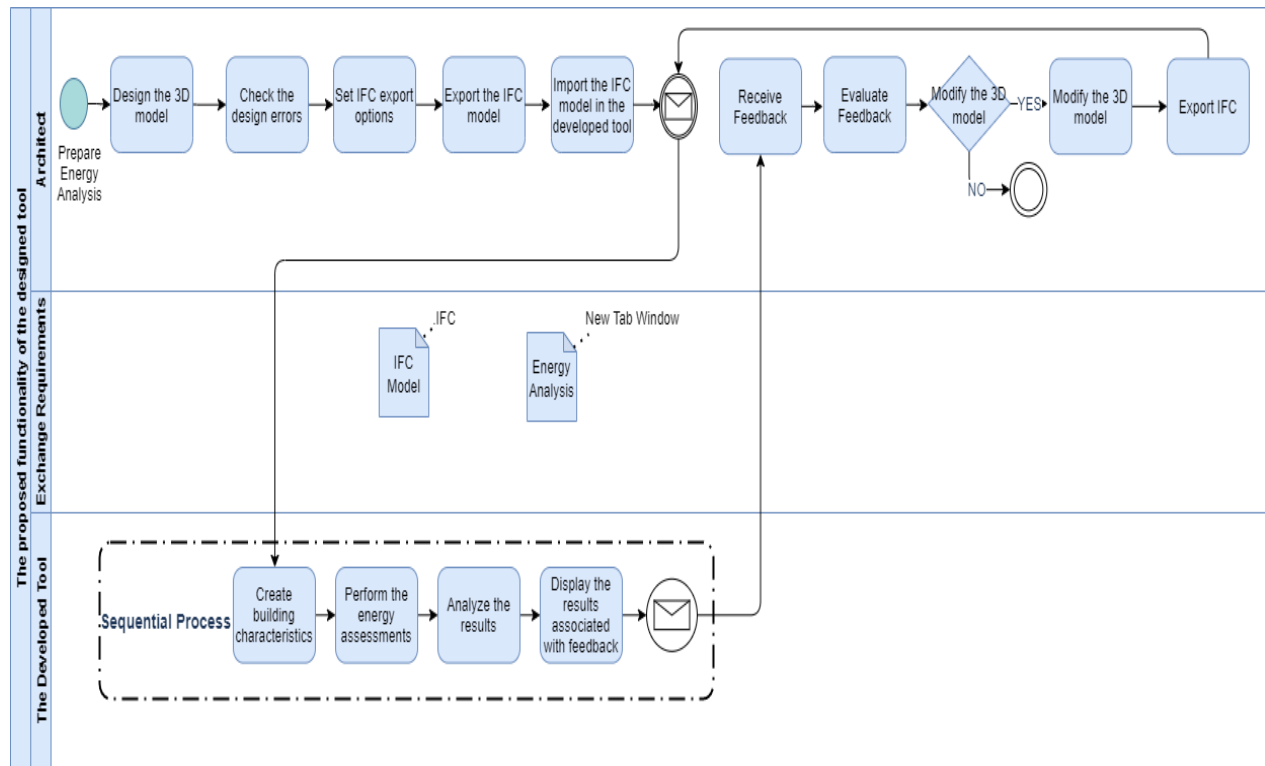 The proposed functionality of the designed tool
Architect
Prepare
Energy
Analysis
Design the 3D
model
Check the
design errors
Set IFC export
options
Export the IFC
model
Import the IFC
model in the
developed tool
Receive
Feedback
Evaluate
Feedback
Modify the 3D
model
YES
NO
Modify the 3D
model
Export IFC
Exchange Requirements
.IFC
IFC
Model
New Tab Window
Energy
Analysis
The Developed Tool
Sequential Process
Create
building
characteristics
Perform the
energy
assessments
Analyze the
results
Display the
results
associated
with feedback